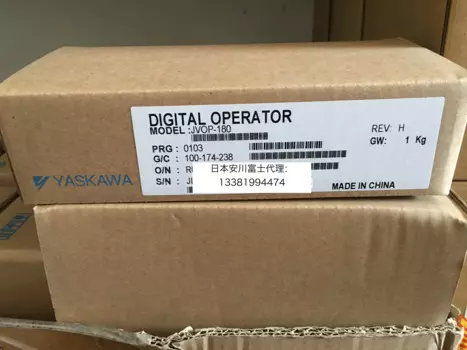 DIGITAL OPERATOR
MODEL: JVOP-180
REV: H
PRG : 0103
GW: 1 Kg
G/C : 100-174-238
O/N :
S/N :
日本安川富士代理:
13381994474
YASKAWA
MADE IN CHINA